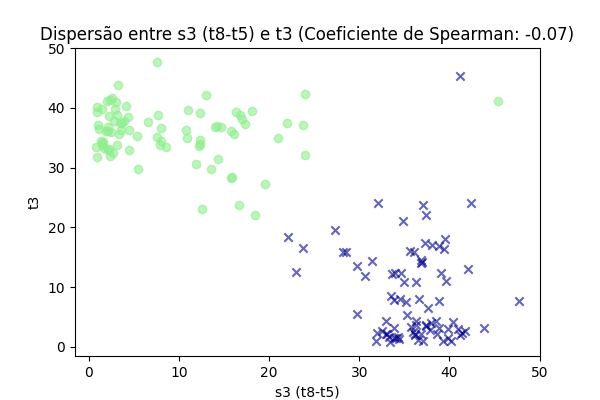 Dispersão entre s3 (t8-t5) e t3 (Coeficiente de Spearman: -0.07)
50
40
30
20
10
0
t3
0 10 20 30 40 50
s3 (t8-t5)